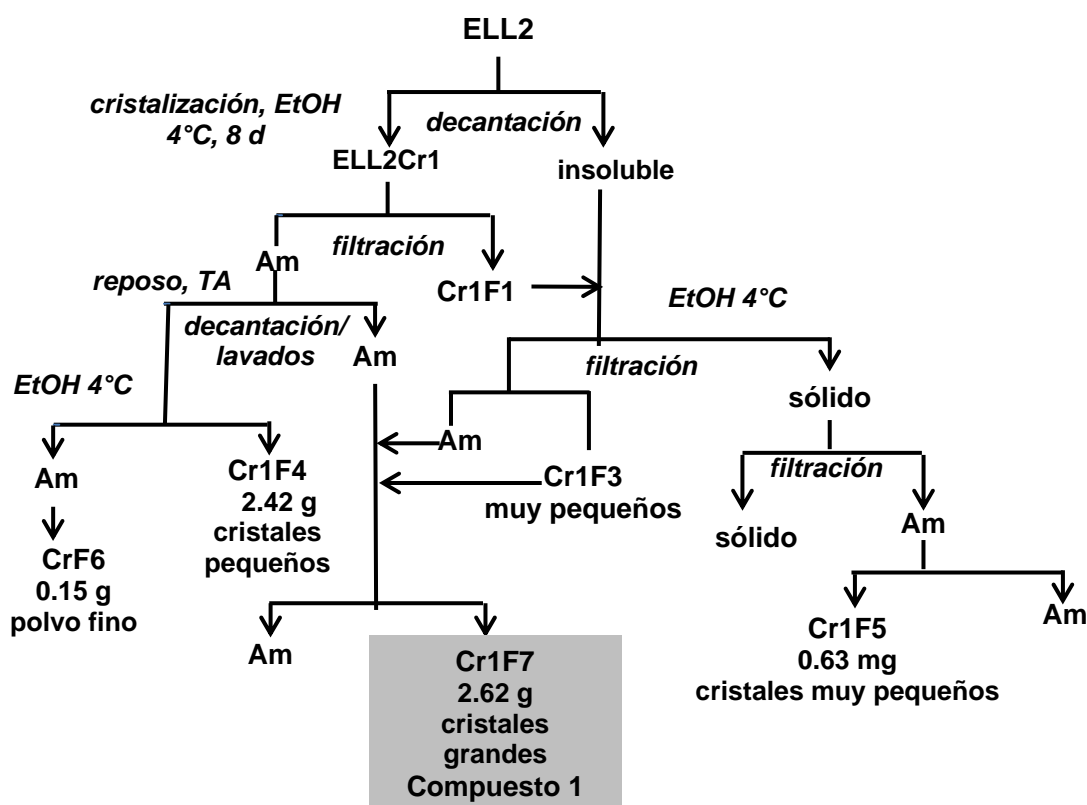 ELL2
cristalización, EtOH
4°C, 8 d
decantación
ELL2Cr1
insoluble
filtración
Am
Cr1F1
reposo, TA
EtOH 4°C
decantación/
lavados
Am
filtración
EtOH 4°C
sólido
Am
Am
Cr1F4
2.42 g
cristales
pequeños
Cr1F3
muy pequeños
filtración
sólido
Am
CrF6
0.15 g
polvo fino
Am
Cr1F7
2.62 g
cristales
grandes
Compuesto 1
Cr1F5
0.63 mg
cristales muy pequeños
Am